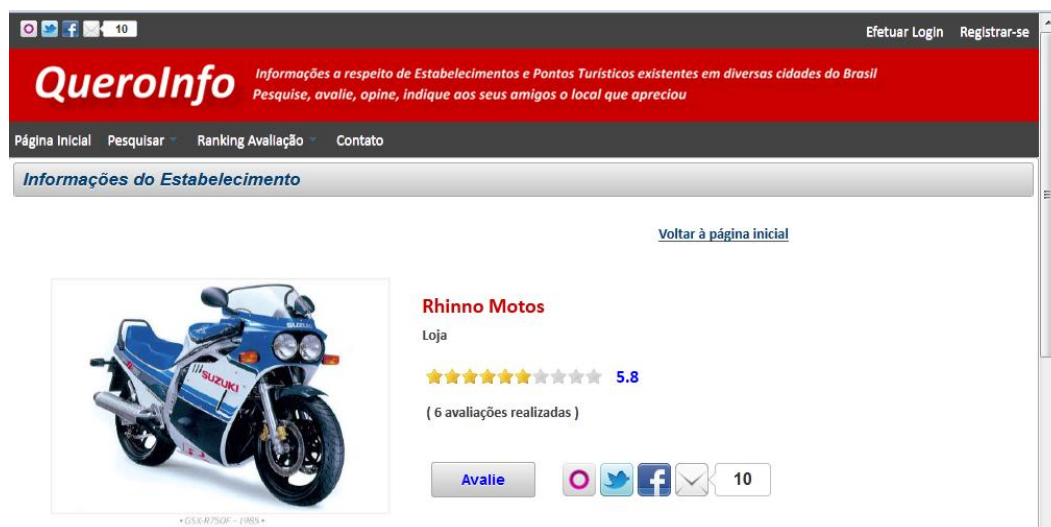 10
Efetuar Login Registrar-se
QueroInfo
Informações a respeito de Estabelecimentos e Pontos Turísticos existentes em diversas cidades do Brasil
Pesquise, avalie, opine, indique aos seus amigos o local que apreciou
Página Inicial Pesquisar Ranking Avaliação Contato
Informações do Estabelecimento
Voltar à página inicial
SUZUKI
SUZUKI
• GSX-R750F - 1985 •
Rhinno Motos
Loja
5.8
( 6 avaliações realizadas )
Avalie
10